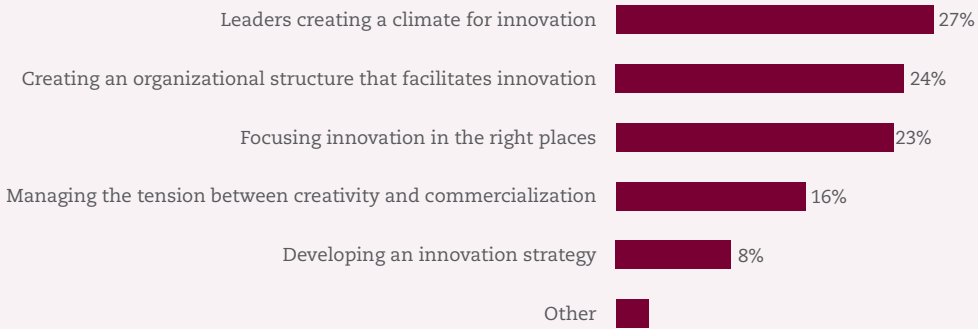 Leaders creating a climate for innovation 27%
Creating an organizational structure that facilitates innovation 24%
Focusing innovation in the right places 23%
Managing the tension between creativity and commercialization 16%
Developing an innovation strategy 8%
Other